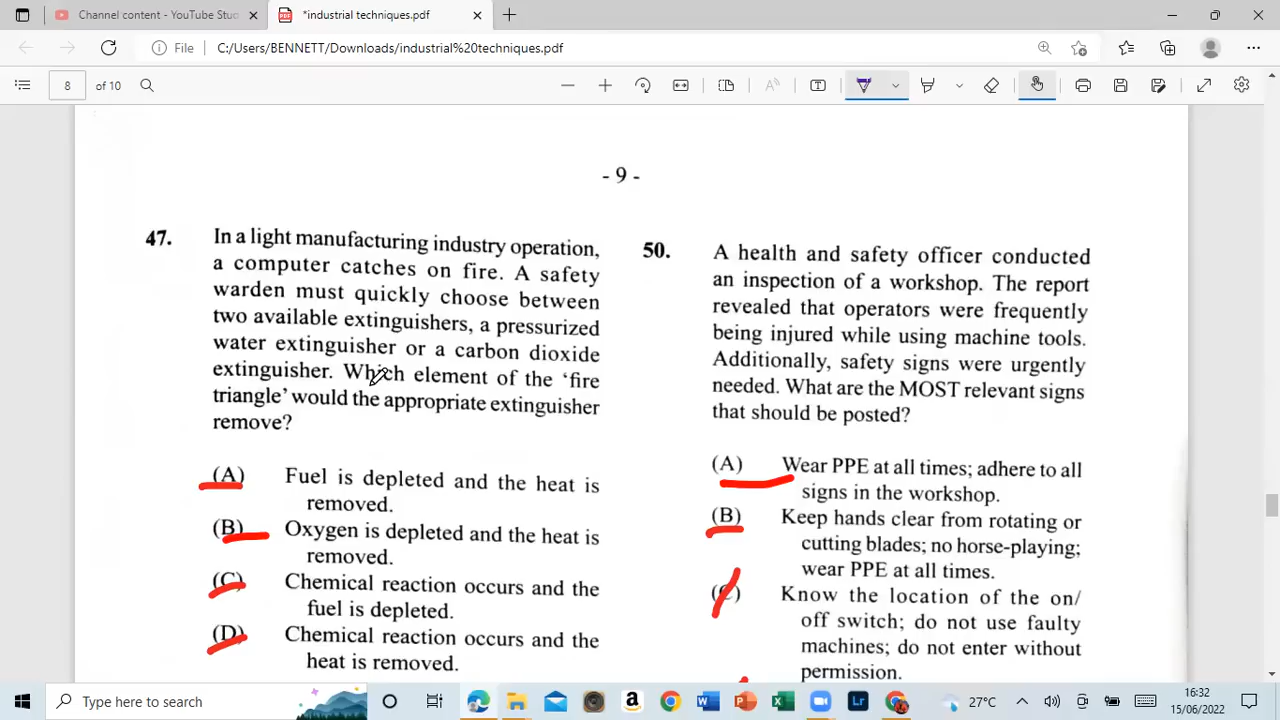 Channel content - YouTube Stu
*industrial techniques.pdf
File
C:/Users/BENNETT/Downloads/industrial%20techniques.pdf
8
of 10
- 9 -
47.
In a light manufacturing industry operation,
a computer catches on fire. A safety
warden must quickly choose between
two available extinguishers, a pressurized
water extinguisher or a carbon dioxide
extinguisher. Which element of the ‘fire
triangle’ would the appropriate extinguisher
remove?
(A) Fuel is depleted and the heat is
removed.
(B) Oxygen is depleted and the heat is
removed.
(C) Chemical reaction occurs and the
fuel is depleted.
(D) Chemical reaction occurs and the
heat is removed.
50.
A health and safety officer conducted
an inspection of a workshop. The report
revealed that operators were frequently
being injured while using machine tools.
Additionally, safety signs were urgently
needed. What are the MOST relevant signs
that should be posted?
(A) Wear PPE at all times; adhere to all
signs in the workshop.
(B) Keep hands clear from rotating or
cutting blades; no horse-playing;
wear PPE at all times.
(C) Know the location of the on/
off switch; do not use faulty
machines; do not enter without
permission.
Type here to search
27°C
16:32
15/06/2022